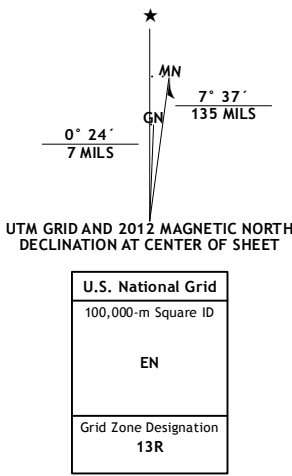 ★
MN
7° 37´
135 MILS
GN
0° 24´
7 MILS
UTM GRID AND 2012 MAGNETIC NORTH
DECLINATION AT CENTER OF SHEET
U.S. National Grid
100,000-m Square ID
EN
Grid Zone Designation
13R